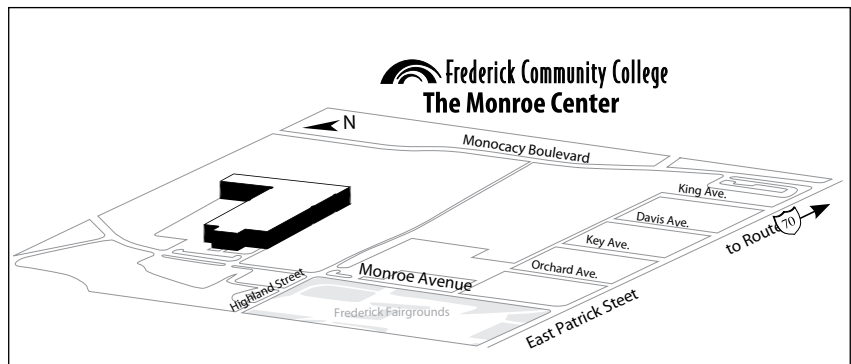 Frederick Community College
The Monroe Center
N
Monocacy Boulevard
King Ave.
Davis Ave.
to Route 70
Key Ave.
Orchard Ave.
Monroe Avenue
Highland Street
Frederick Fairgrounds
East Patrick Steet